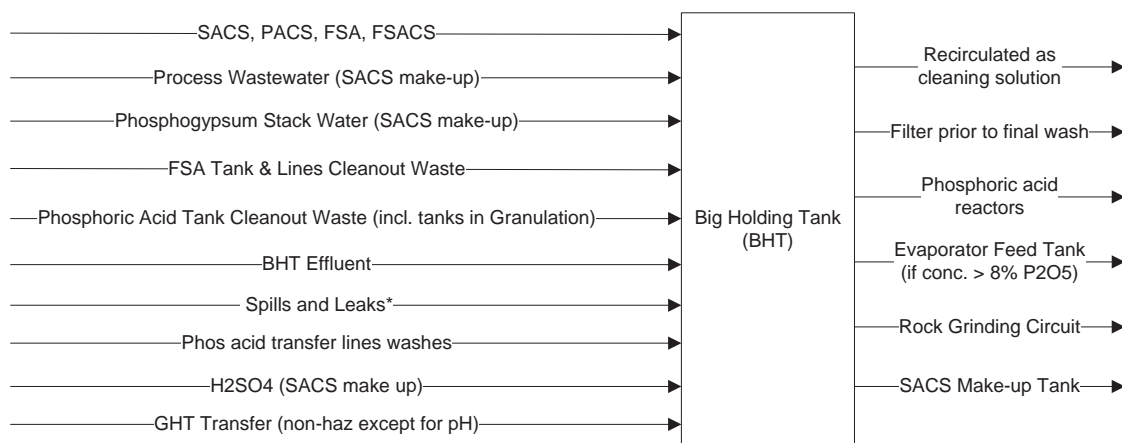 SACS, PACS, FSA, FSACS
Process Wastewater (SACS make-up)
Phosphogypsum Stack Water (SACS make-up)
FSA Tank & Lines Cleanout Waste
Phosphoric Acid Tank Cleanout Waste (incl. tanks in Granulation)
BHT Effluent
Spills and Leaks*
Phos acid transfer lines washes
H2SO4 (SACS make up)
GHT Transfer (non-haz except for pH)
Big Holding Tank
(BHT)
Recirculated as
cleaning solution
Filter prior to final wash
Phosphoric acid
reactors
Evaporator Feed Tank
(if conc. > 8% P2O5)
Rock Grinding Circuit
SACS Make-up Tank